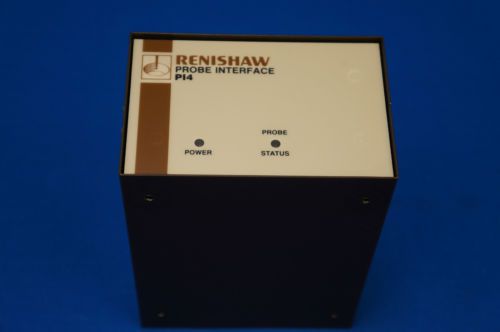 RENISHAW
PROBE INTERFACE
PI4
POWER
PROBE
STATUS